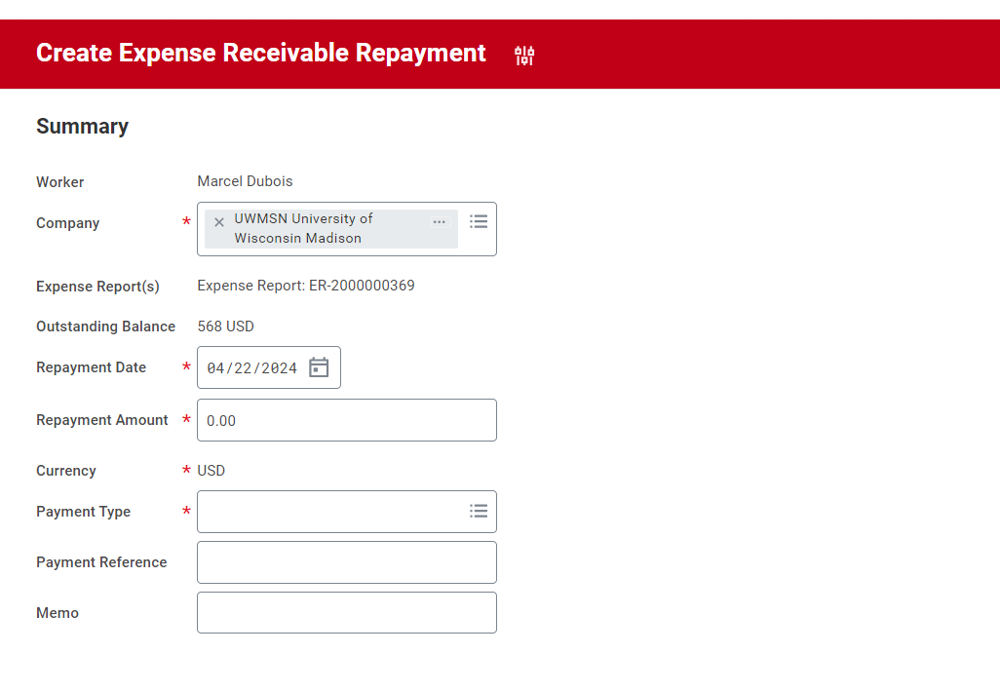 Create Expense Receivable Repayment
Summary
Worker Marcel Dubois
Company * UWMSN University of
Wisconsin Madison
Expense Report(s) Expense Report: ER-2000000369
Outstanding Balance 568 USD
Repayment Date * 04/22/2024
Repayment Amount * 0.00
Currency * USD
Payment Type *
Payment Reference
Memo